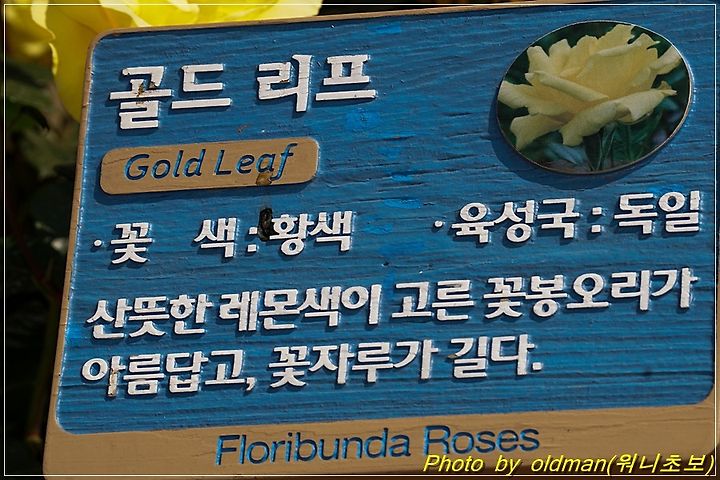 골드 리프
Gold Leaf
·꽃 색:황색 ·육성국:독일
산뜻한 레몬색이 고른 꽃봉오리가
아름답고, 꽃자루가 길다.
Floribunda Roses
Photo by oldman(워니초보)